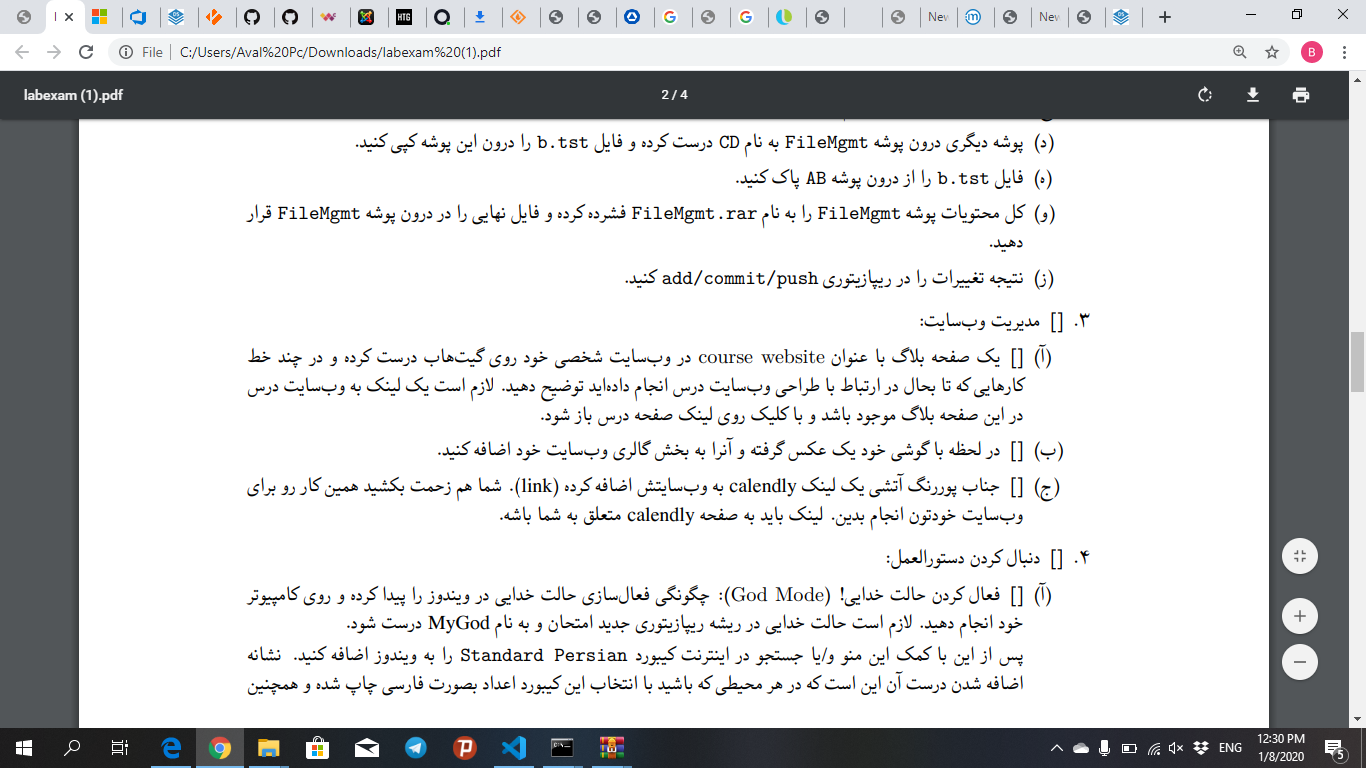 New
New
File
C:/Users/Aval%20Pc/Downloads/labexam%20(1).pdf
B
labexam (1).pdf
2 / 4
(د) پوشه دیگری درون پوشه FileMgmt به نام CD درست کرده و فایل b.tst را درون این پوشه کپی کنید.
(ه) فایل b.tst را از درون پوشه AB پاک کنید.
(و) کل محتویات پوشه FileMgmt را به نام FileMgmt.rar فشرده کرده و فایل نهایی را در درون پوشه FileMgmt قرار
دهید.
(ز) نتیجه تغییرات را در ریپازیتوری add/commit/push کنید.
۳. [] مدیریت وب‌سایت:
(آ) [] یک صفحه بلاگ با عنوان course website در وب‌سایت شخصی خود روی گیت‌هاب درست کرده و در چند خط
کارهایی که تا بحال در ارتباط با طراحی وب‌سایت درس انجام داده‌اید توضیح دهید. لازم است یک لینک به وب‌سایت درس
در این صفحه بلاگ موجود باشد و با کلیک روی لینک صفحه درس باز شود.
(ب) [] در لحظه با گوشی خود یک عکس گرفته و آنرا به بخش گالری وب‌سایت خود اضافه کنید.
(ج) [] جناب پوررنگ آتشی یک لینک calendly به وب‌سایتش اضافه کرده (link). شما هم زحمت بکشید همین کار رو برای
وب‌سایت خودتون انجام بدین. لینک باید به صفحه calendly متعلق به شما باشه.
۴. [] دنبال کردن دستورالعمل:
(آ) [] فعال کردن حالت خدایی! (God Mode): چگونگی فعال‌سازی حالت خدایی در ویندوز را پیدا کرده و روی کامپیوتر
خود انجام دهید. لازم است حالت خدایی در ریشه ریپازیتوری جدید امتحان و به نام MyGod درست شود.
پس از این با کمک این منو و/یا جستجو در اینترنت کیبورد Standard Persian را به ویندوز اضافه کنید. نشانه
اضافه شدن درست آن این است که در هر محیطی که باشید با انتخاب این کیبورد اعداد بصورت فارسی چاپ شده و همچنین
ENG
12:30 PM
1/8/2020
5